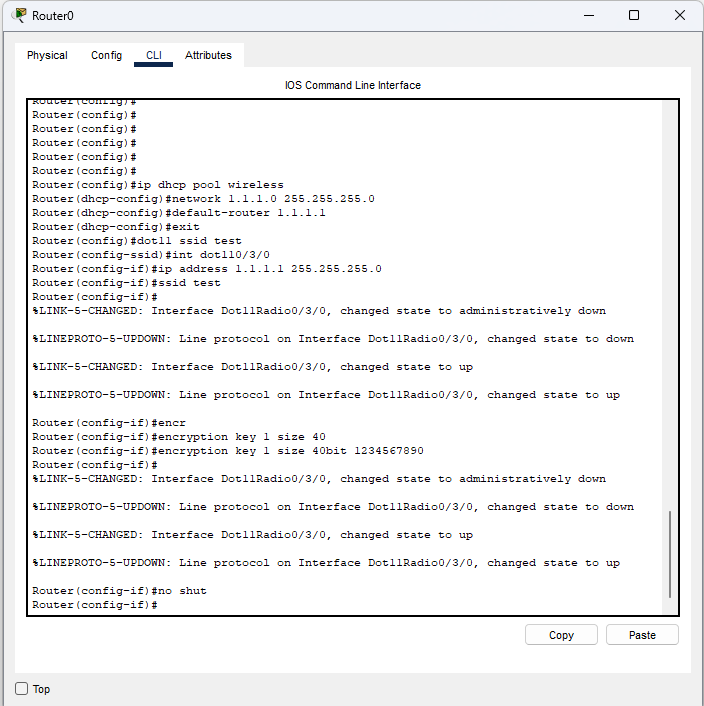 Router0
Physical Config CLI Attributes
IOS Command Line Interface
Router(config)#
Router(config)#
Router(config)#
Router(config)#
Router(config)#
Router(config)#
Router(config)#ip dhcp pool wireless
Router(dhcp-config)#network 1.1.1.0 255.255.255.0
Router(dhcp-config)#default-router 1.1.1.1
Router(dhcp-config)#exit
Router(config)#dot11 ssid test
Router(config-ssid)#int dot110/3/0
Router(config-if)#ip address 1.1.1.1 255.255.255.0
Router(config-if)#ssid test
Router(config-if)#
%LINK-5-CHANGED: Interface Dot11Radio0/3/0, changed state to administratively down
%LINEPROTO-5-UPDOWN: Line protocol on Interface Dot11Radio0/3/0, changed state to down
%LINK-5-CHANGED: Interface Dot11Radio0/3/0, changed state to up
%LINEPROTO-5-UPDOWN: Line protocol on Interface Dot11Radio0/3/0, changed state to up
Router(config-if)#encr
Router(config-if)#encryption key 1 size 40
Router(config-if)#encryption key 1 size 40bit 1234567890
Router(config-if)#
%LINK-5-CHANGED: Interface Dot11Radio0/3/0, changed state to administratively down
%LINEPROTO-5-UPDOWN: Line protocol on Interface Dot11Radio0/3/0, changed state to down
%LINK-5-CHANGED: Interface Dot11Radio0/3/0, changed state to up
%LINEPROTO-5-UPDOWN: Line protocol on Interface Dot11Radio0/3/0, changed state to up
Router(config-if)#no shut
Router(config-if)#
Copy Paste
Top